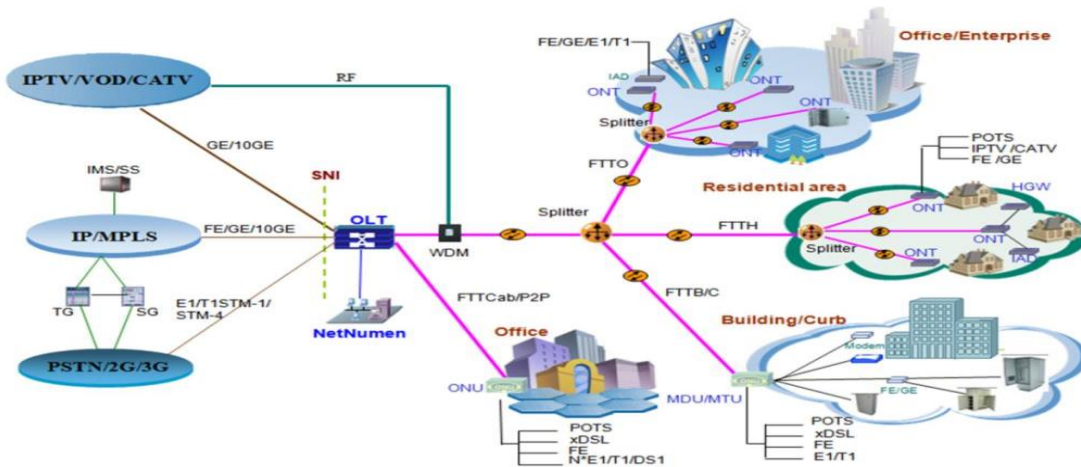 IPTV/VOD/CATV
RF
GE/10GE
SNI
IMS/SS
IP/MPLS
FE/GE/10GE
OLT
WDM
TG
SG
E1/T1STM-1/
STM-4
NetNumen
PSTN/2G/3G
FTTCab/P2P
Office
ONU
POTS
xDSL
FE
N*E1/T1/DS1
Splitter
FTTO
FTTH
FTTB/C
Office/Enterprise
FE/GE/E1/T1
IAD
ONT
ONT
ONT
Splitter
ONT
Residential area
POTS
IPTV /CATV
FE /GE
HGW
ONT
ONT
Splitter
ONT
IAD
Building/Curb
Modem
FE/GE
MDU/MTU
POTS
xDSL
FE
E1/T1